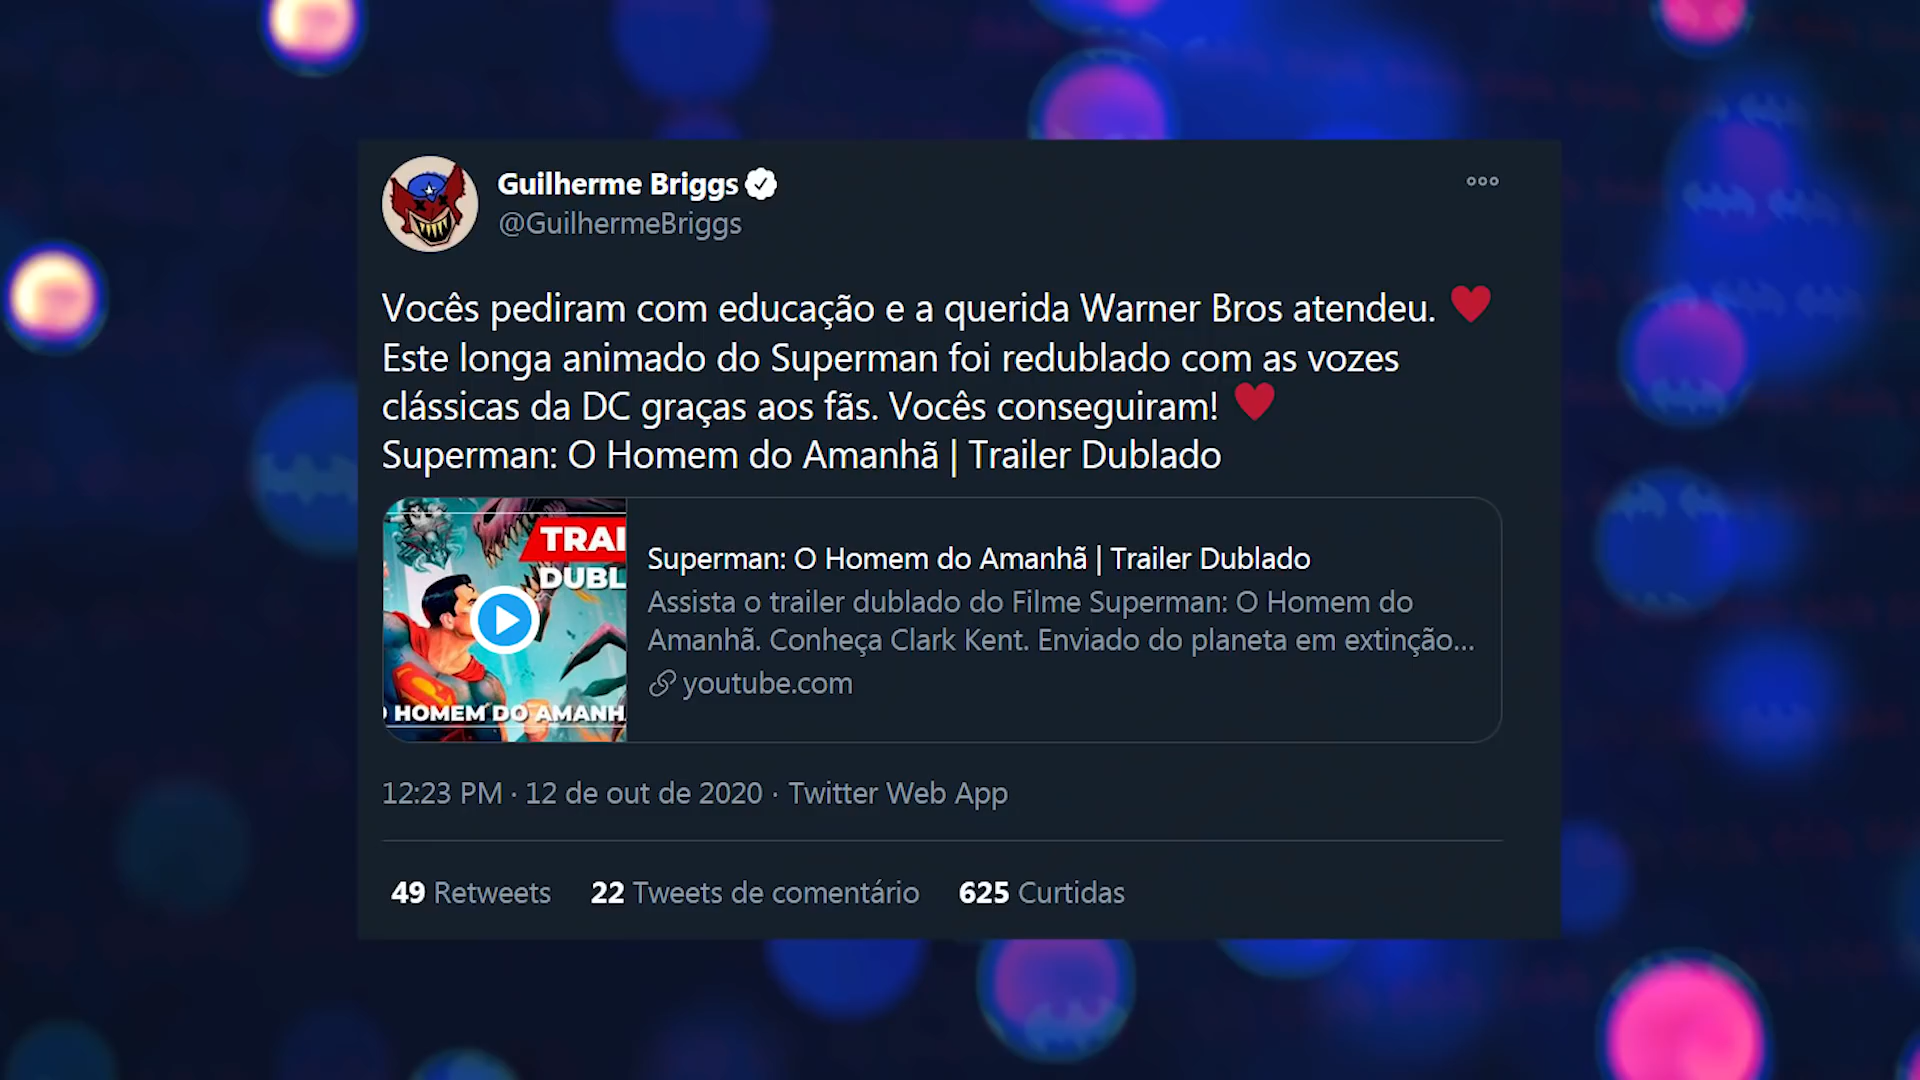 Guilherme Briggs
@GuilhermeBriggs
Vocês pediram com educação e a querida Warner Bros atendeu. ♥
Este longa animado do Superman foi redublado com as vozes
clássicas da DC graças aos fãs. Vocês conseguiram! ♥
Superman: O Homem do Amanhã | Trailer Dublado
TRAI
DUBL
O HOMEM DO AMANH
Superman: O Homem do Amanhã | Trailer Dublado
Assista o trailer dublado do Filme Superman: O Homem do
Amanhã. Conheça Clark Kent. Enviado do planeta em extinção...
youtube.com
12:23 PM · 12 de out de 2020 · Twitter Web App
49 Retweets 22 Tweets de comentário 625 Curtidas